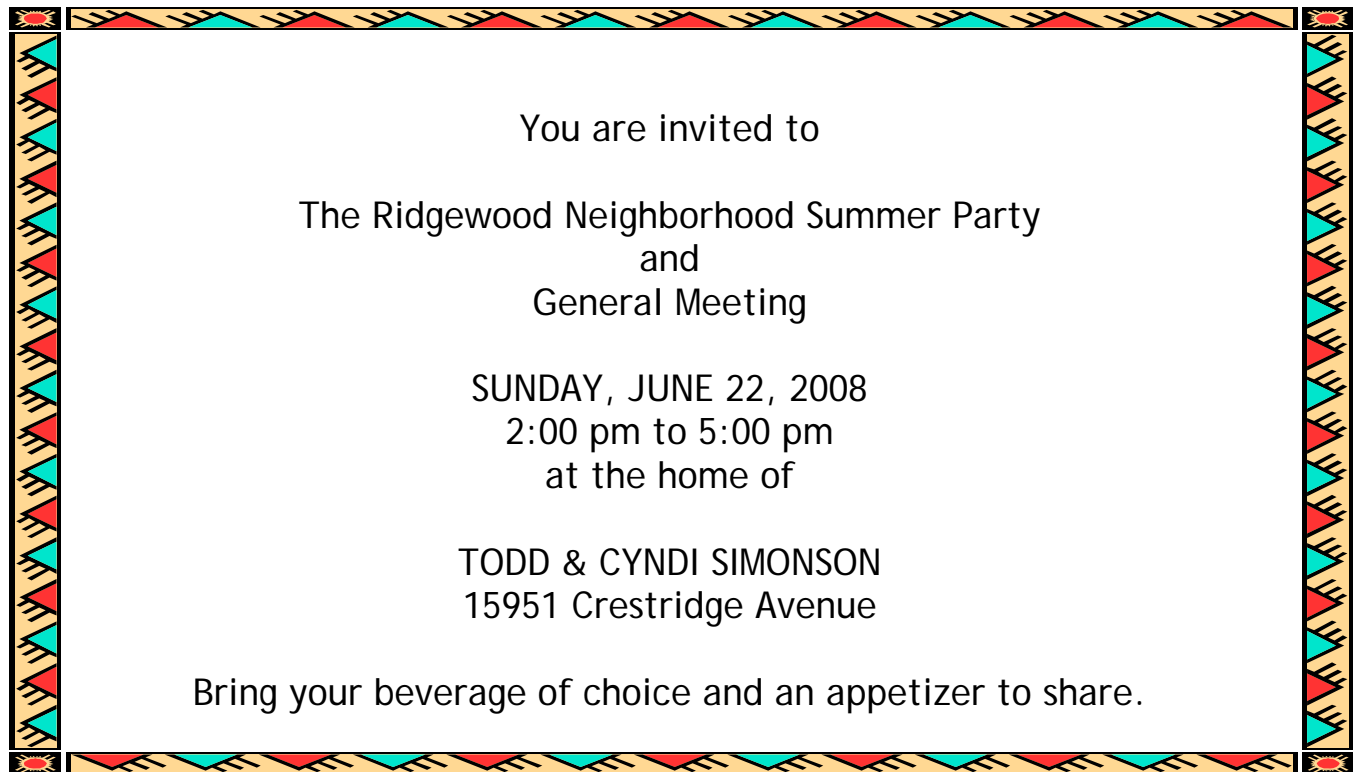 You are invited to
The Ridgewood Neighborhood Summer Party
and
General Meeting
SUNDAY, JUNE 22, 2008
2:00 pm to 5:00 pm
at the home of
TODD & CYNDI SIMONSON
15951 Crestridge Avenue
Bring your beverage of choice and an appetizer to share.